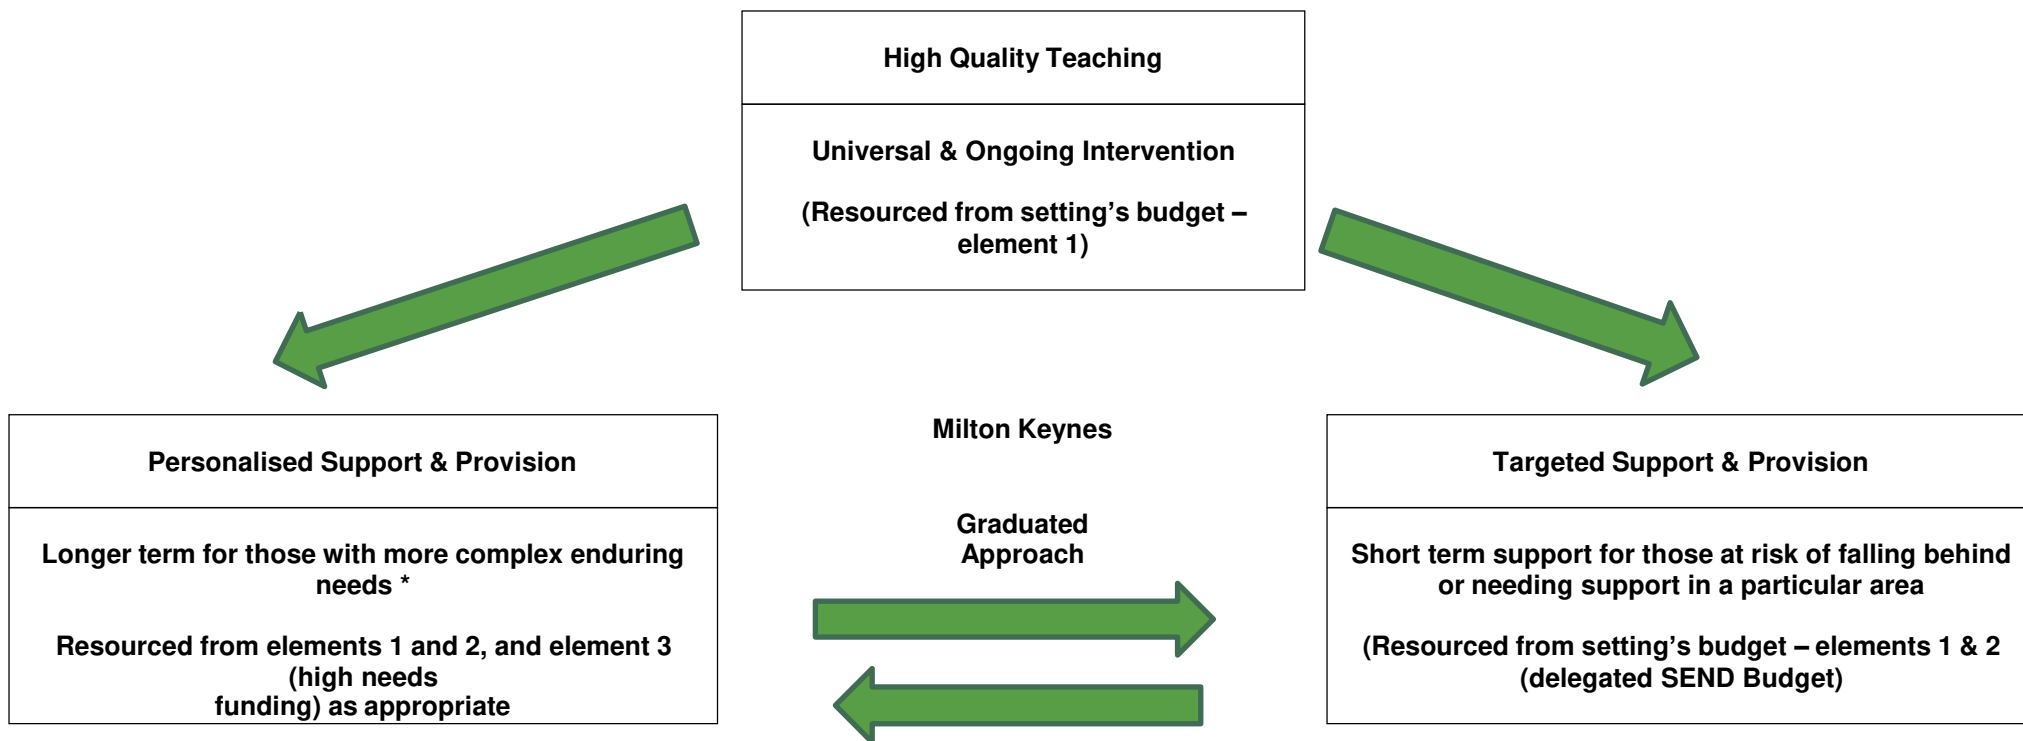 High Quality Teaching
Universal & Ongoing Intervention
(Resourced from setting’s budget –
element 1)
Personalised Support & Provision
Longer term for those with more complex enduring
needs *
Resourced from elements 1 and 2, and element 3
(high needs
funding) as appropriate
Milton Keynes
Graduated
Approach
Targeted Support & Provision
Short term support for those at risk of falling behind
or needing support in a particular area
(Resourced from setting’s budget – elements 1 & 2
(delegated SEND Budget)